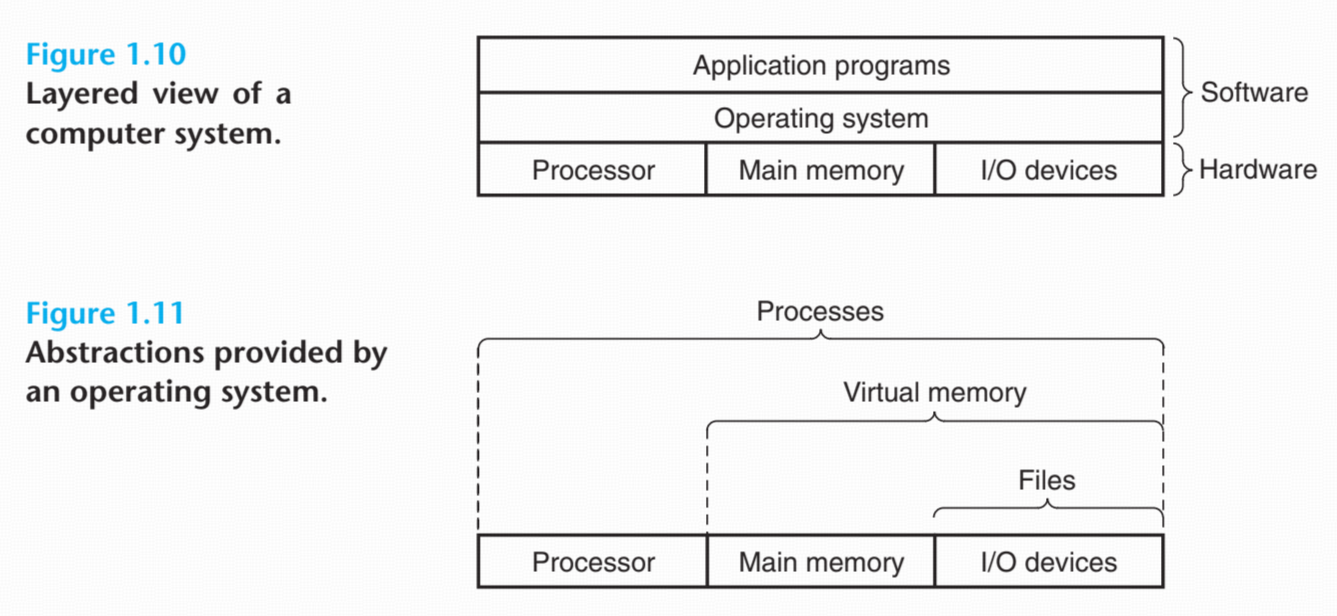 Figure 1.10
Layered view of a
computer system.
Application programs
Operating system
Processor Main memory I/O devices
Software
Hardware
Figure 1.11
Abstractions provided by
an operating system.
Processes
Virtual memory
Files
Processor Main memory I/O devices